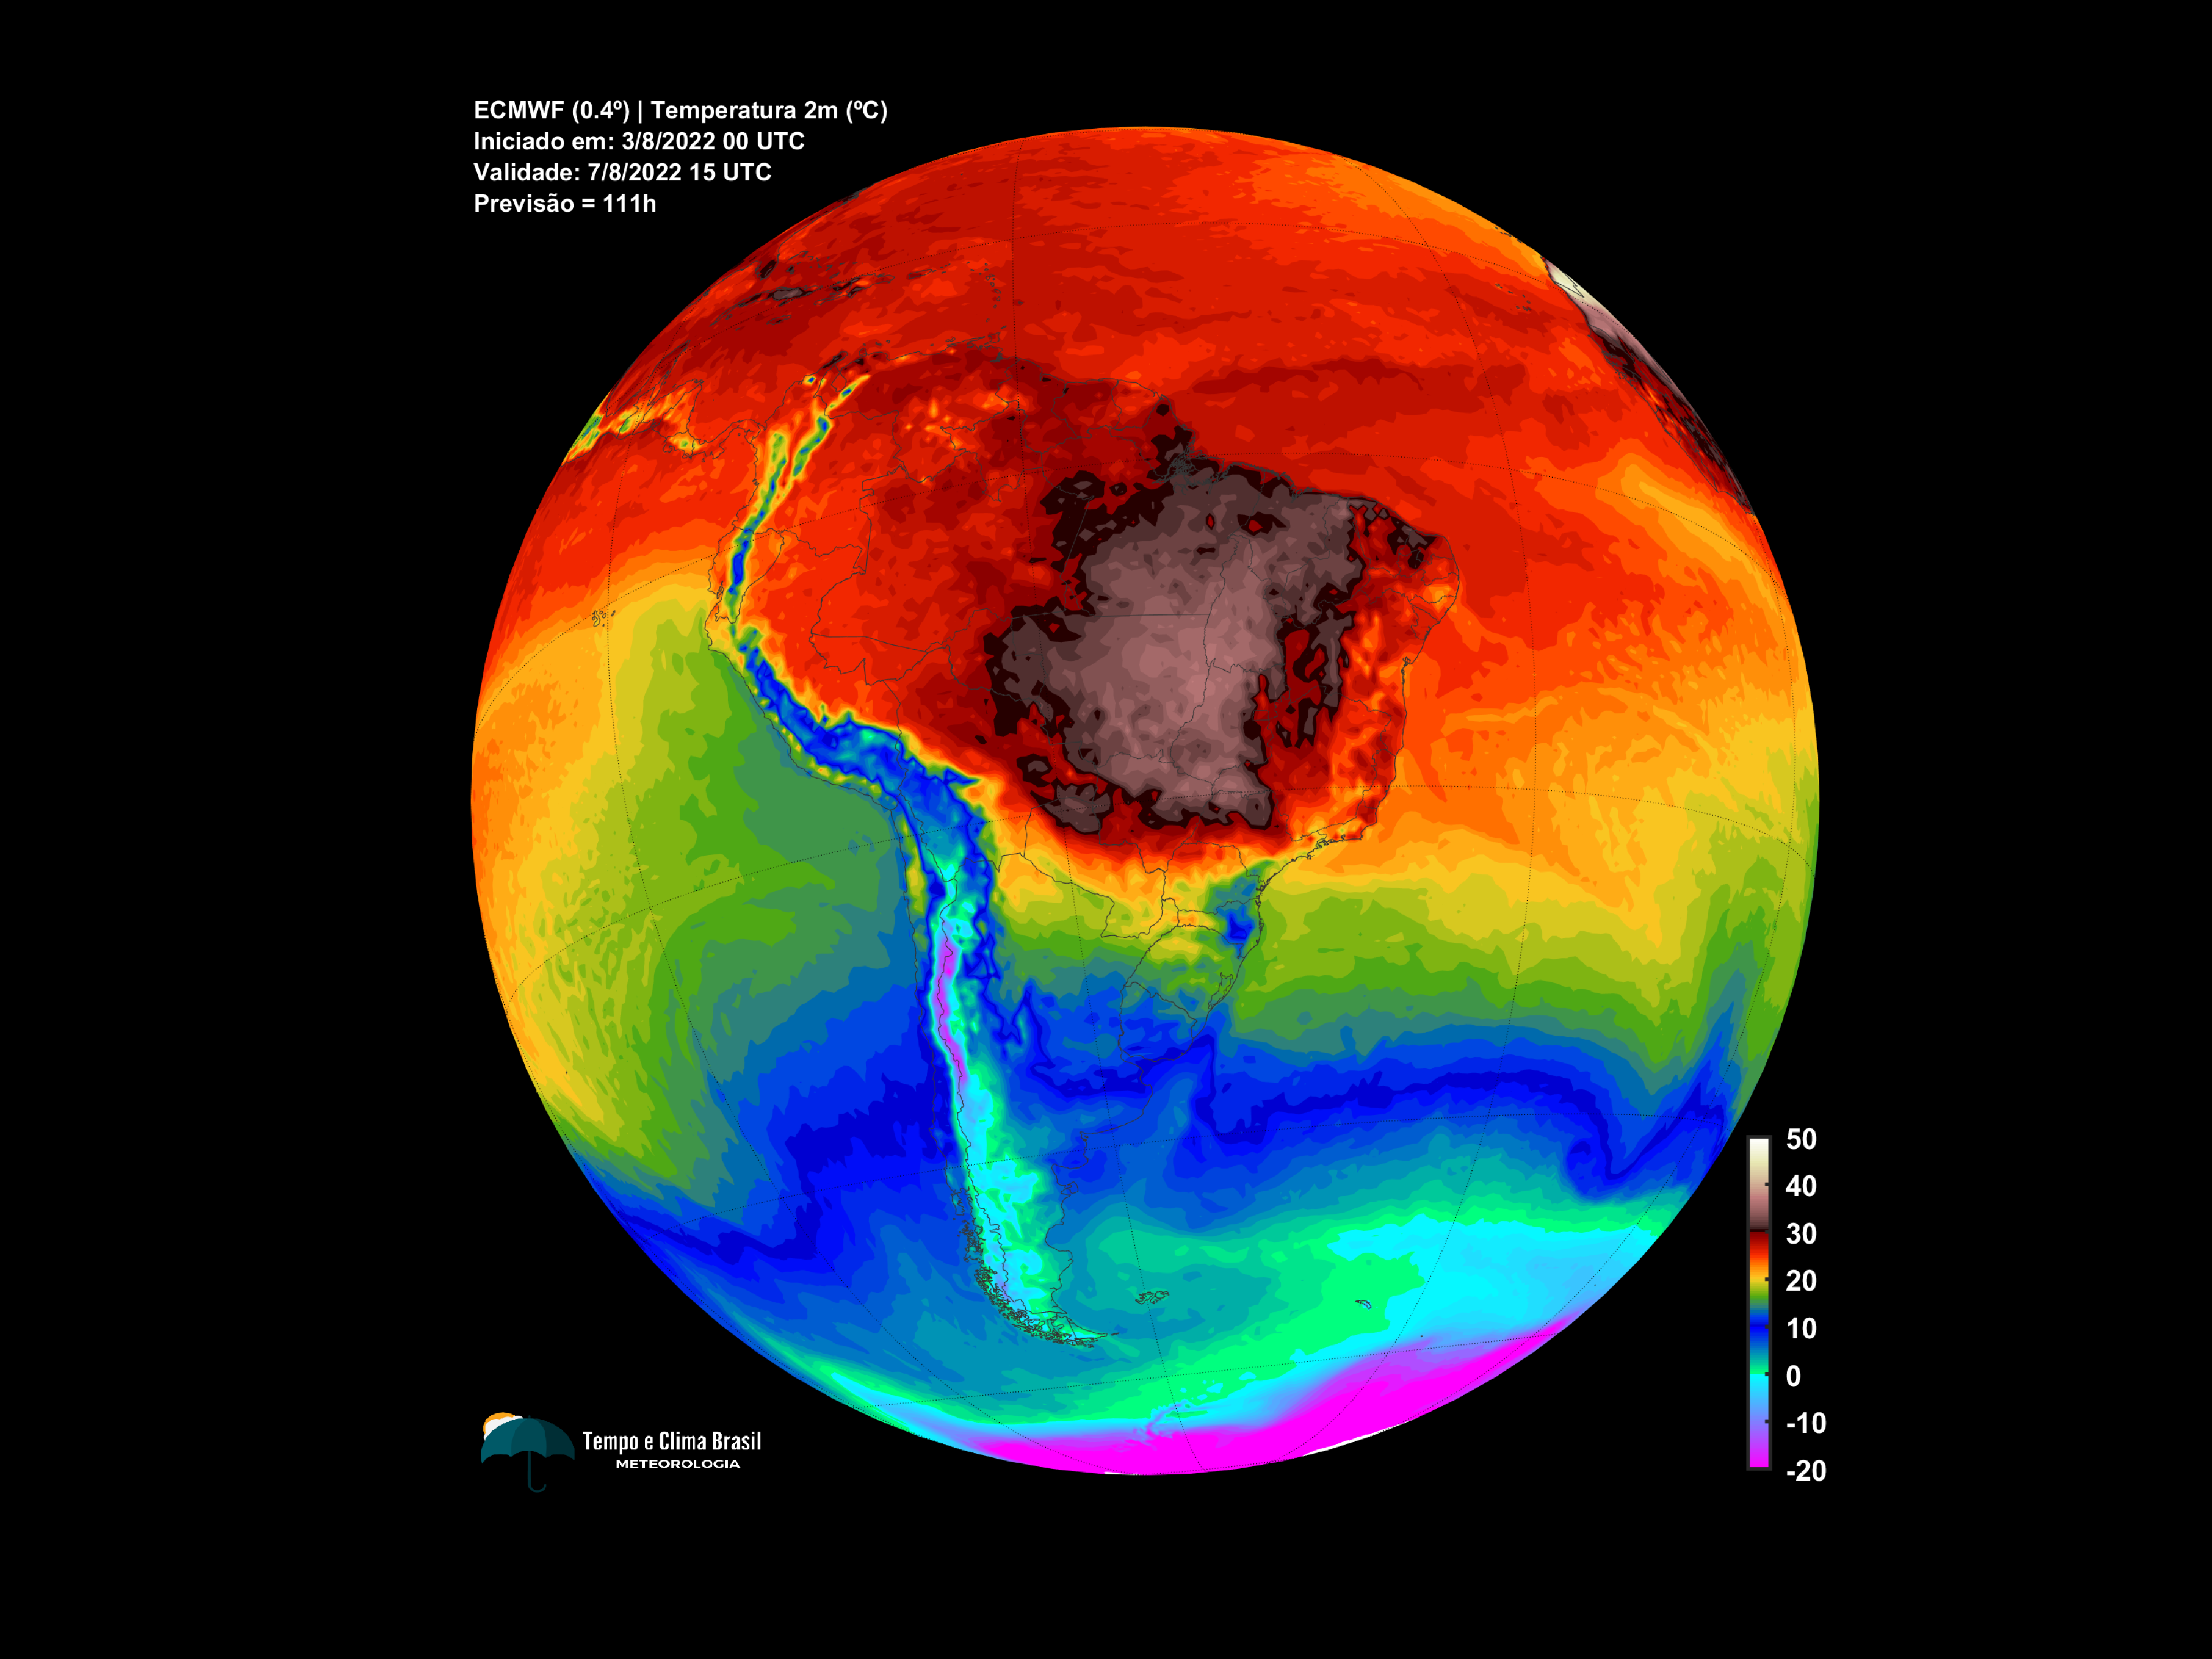 ECMWF (0.4º) | Temperatura 2m (ºC)
Iniciado em: 3/8/2022 00 UTC
Validade: 7/8/2022 15 UTC
Previsão = 111h
50
40
30
20
10
0
-10
-20
Tempo e Clima Brasil
METEOROLOGIA